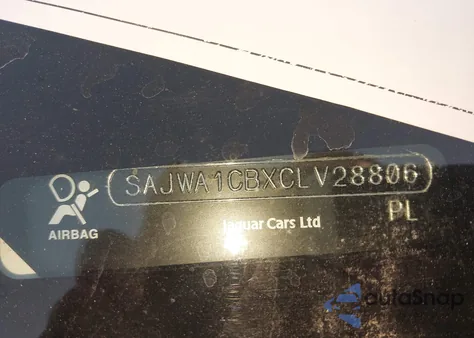 SAJWA1CBXCLV28806
PL
AIRBAG
Jaguar Cars Ltd
autoSnap